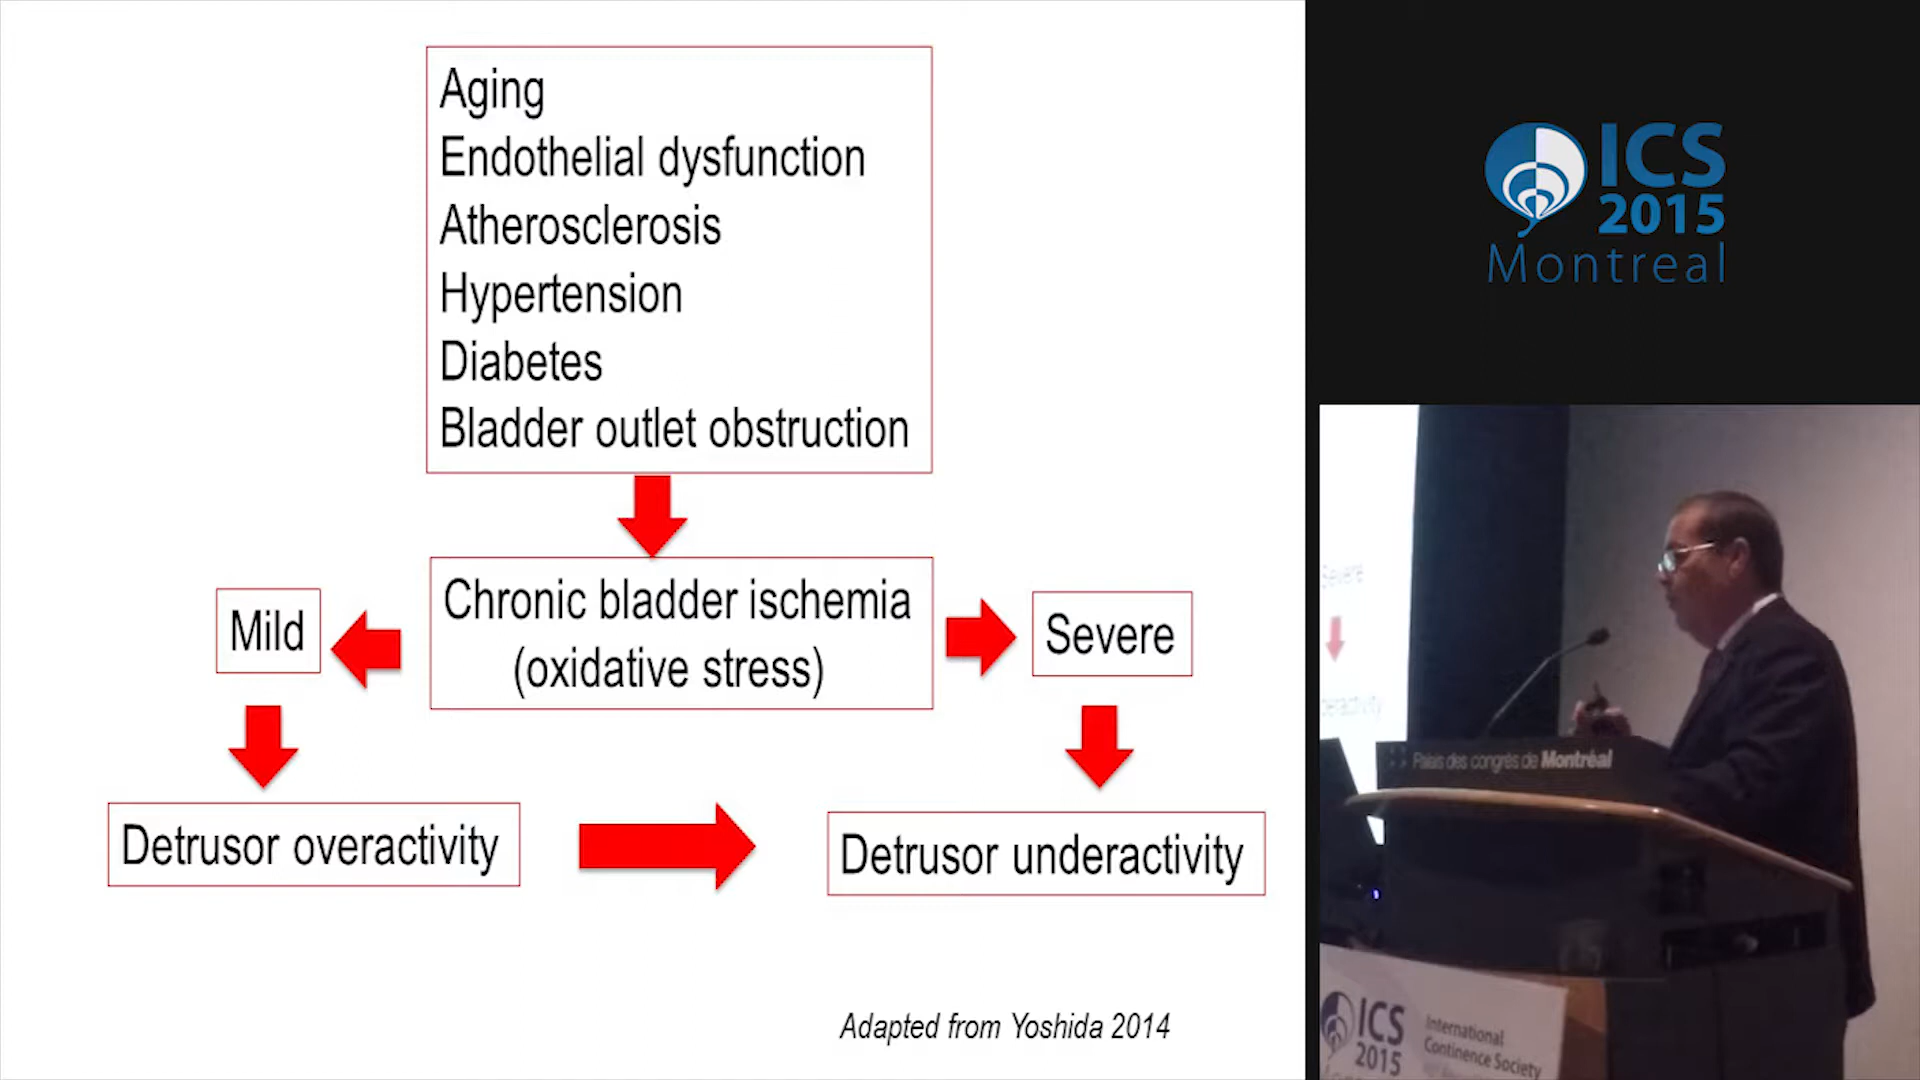 Aging
Endothelial dysfunction
Atherosclerosis
Hypertension
Diabetes
Bladder outlet obstruction
Chronic bladder ischemia
(oxidative stress)
Mild
Severe
Detrusor overactivity
Detrusor underactivity
Adapted from Yoshida 2014
ICS
2015
Montreal
Severe
Palais des congrès de Montréal
ICS
2015
International
Continence Society